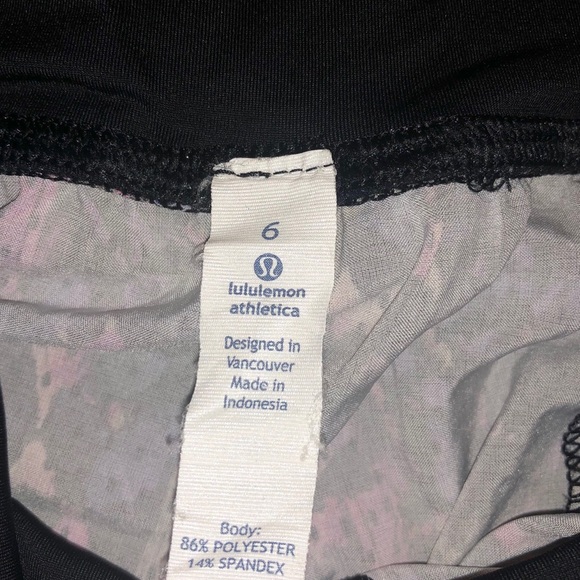 6
lululemon
athletica
Designed in
Vancouver
Made in
Indonesia
Body:
86% POLYESTER
14% SPANDEX